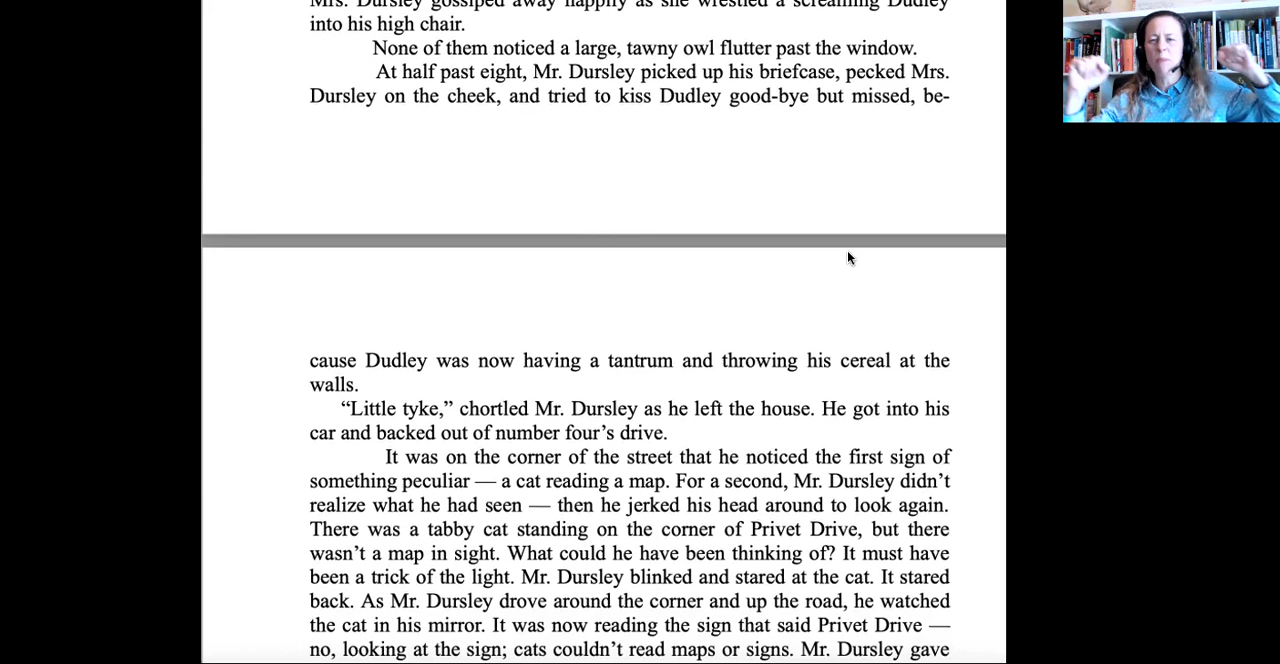 Mrs. Dursley gossiped away happily as she wrestled a screaming Dudley
into his high chair.
None of them noticed a large, tawny owl flutter past the window.
At half past eight, Mr. Dursley picked up his briefcase, pecked Mrs.
Dursley on the cheek, and tried to kiss Dudley good-bye but missed, be-
cause Dudley was now having a tantrum and throwing his cereal at the
walls.
“Little tyke,” chortled Mr. Dursley as he left the house. He got into his
car and backed out of number four’s drive.
It was on the corner of the street that he noticed the first sign of
something peculiar — a cat reading a map. For a second, Mr. Dursley didn’t
realize what he had seen — then he jerked his head around to look again.
There was a tabby cat standing on the corner of Privet Drive, but there
wasn’t a map in sight. What could he have been thinking of? It must have
been a trick of the light. Mr. Dursley blinked and stared at the cat. It stared
back. As Mr. Dursley drove around the corner and up the road, he watched
the cat in his mirror. It was now reading the sign that said Privet Drive —
no, looking at the sign; cats couldn’t read maps or signs. Mr. Dursley gave